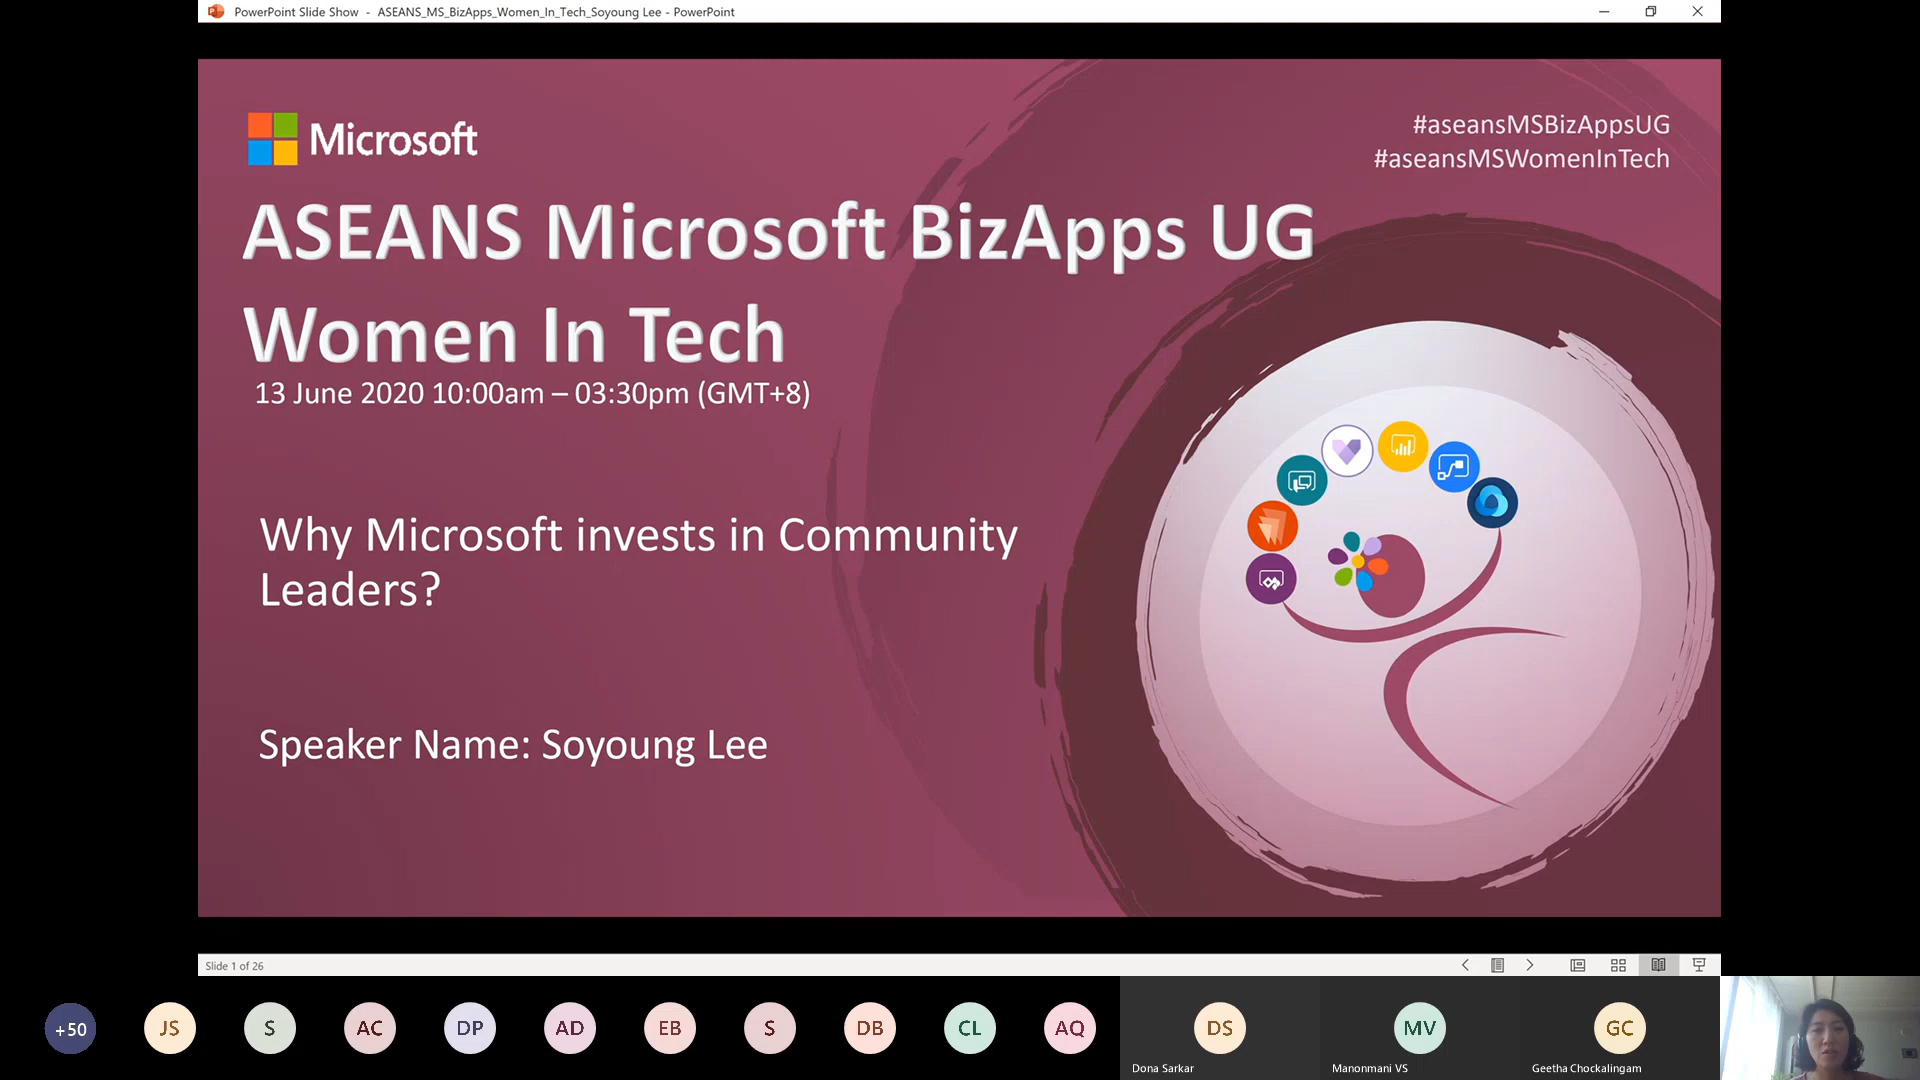 PowerPoint Slide Show - ASEANS_MS_BizApps_Women_In_Tech_Soyoung Lee - PowerPoint
Microsoft
#aseansMSBizAppsUG
#aseansMSWomenInTech
ASEANS Microsoft BizApps UG
Women In Tech
13 June 2020 10:00am – 03:30pm (GMT+8)
Why Microsoft invests in Community
Leaders?
Speaker Name: Soyoung Lee
Slide 1 of 26
+50
JS
S
AC
DP
AD
EB
S
DB
CL
AQ
DS
MV
GC
Dona Sarkar
Manonmani VS
Geetha Chockalingam